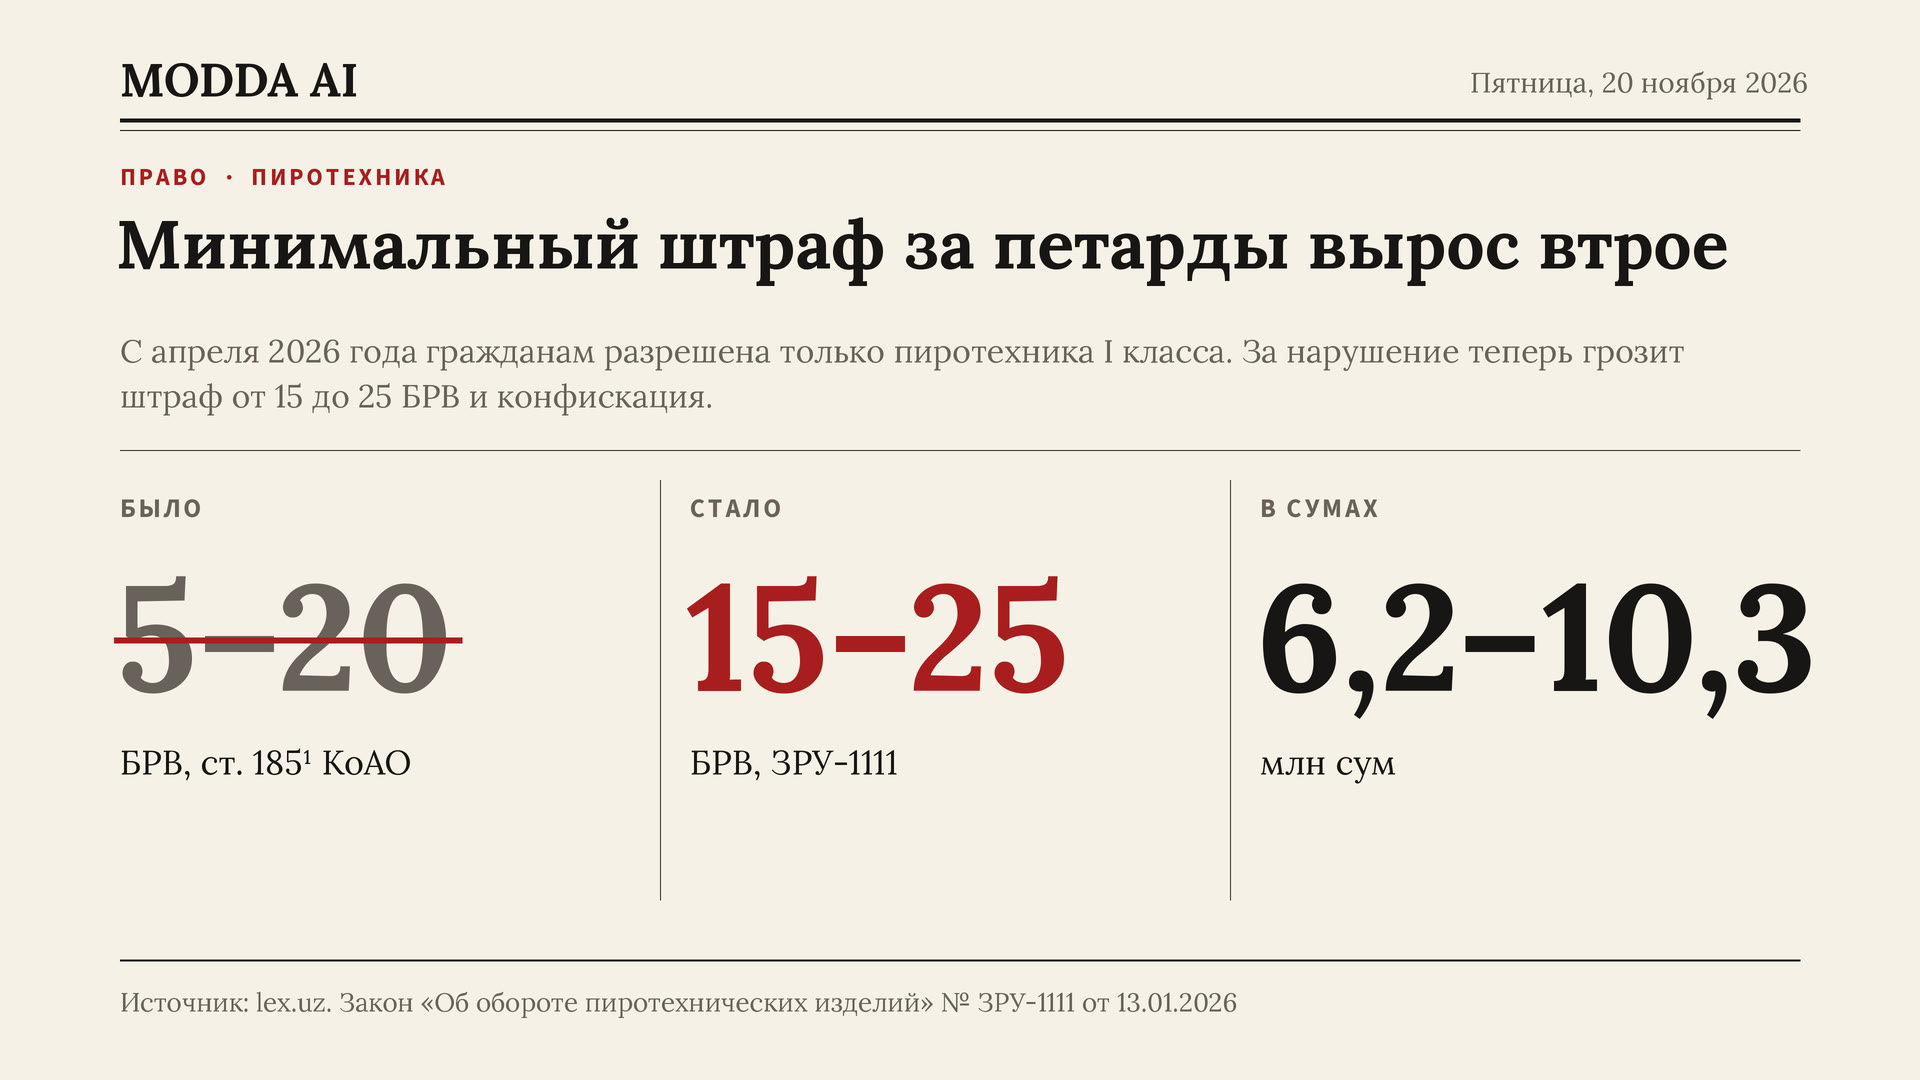 MODDA AI
Пятница, 20 ноября 2026
ПРАВО · ПИРОТЕХНИКА
Минимальный штраф за петарды вырос втрое
С апреля 2026 года гражданам разрешена только пиротехника I класса. За нарушение теперь грозит
штраф от 15 до 25 БРВ и конфискация.
БЫЛО
5–20
БРВ, ст. 185¹ КоАО
СТАЛО
15–25
БРВ, ЗРУ-1111
В СУМАХ
6,2–10,3
млн сум
Источник: lex.uz. Закон «Об обороте пиротехнических изделий» № ЗРУ-1111 от 13.01.2026